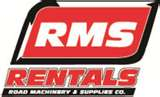 RMS
RENTALS
ROAD MACHINERY & SUPPLIES CO.